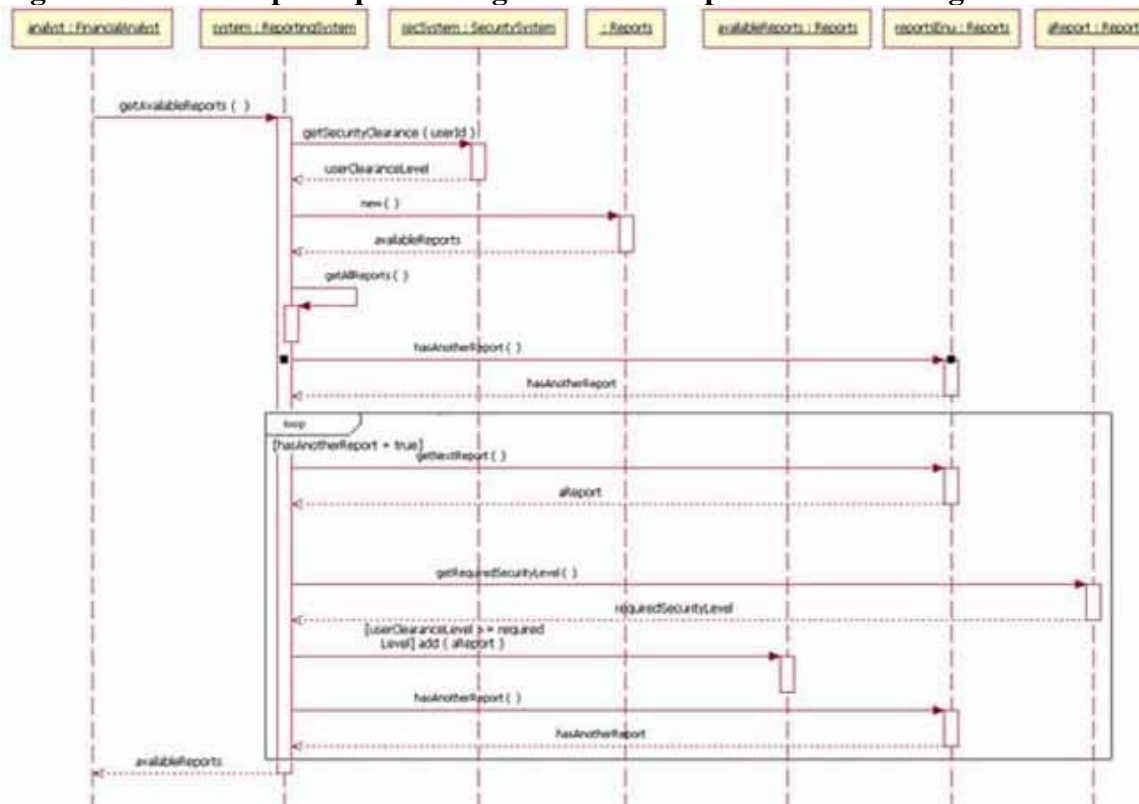 analyst : FinancialAnalyst
system : ReportingSystem
secSystem : SecuritySystem
: Reports
availableReports : Reports
reportsEnu : Reports
aReport : Report
getAvailableReports ( )
getSecurityClearance ( userId )
userClearanceLevel
new ( )
availableReports
getAllReports ( )
hasAnotherReport ( )
hasAnotherReport
loop
[hasAnotherReport = true]
getNextReport ( )
aReport
getRequiredSecurityLevel ( )
requiredSecurityLevel
[userClearanceLevel > = required
Level] add ( aReport )
hasAnotherReport ( )
hasAnotherReport
availableReports